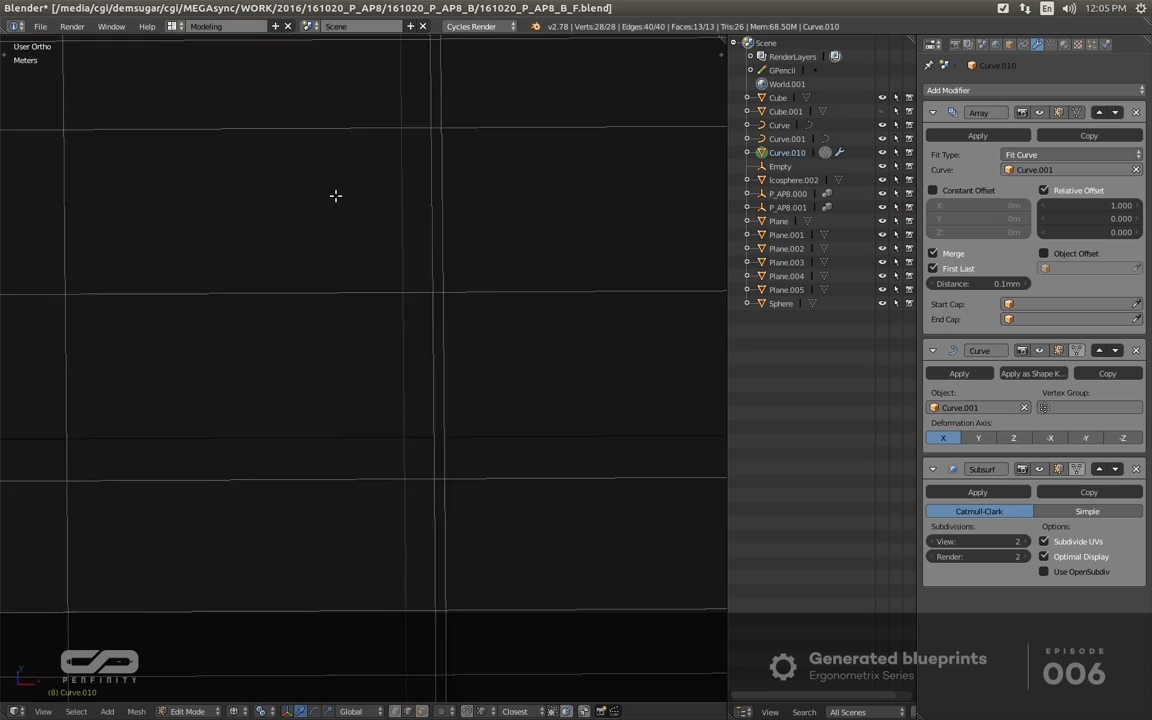 Blender* [/media/cgi/demsugar/cgi/MEGAsync/WORK/2016/161020_P_AP8/161020_P_AP8_B/161020_P_AP8_B_F.blend]
En
12:05 PM
File Render Window Help
Modeling
Scene
Cycles Render
v2.78 | Verts:28/28 | Edges:40/40 | Faces:13/13 | Tris:26 | Mem:68.50M | Curve.010
User Ortho
Meters
Scene
RenderLayers
GPencil
World.001
Cube
Cube.001
Curve
Curve.001
Curve.010
Empty
Icosphere.002
P_AP8.000
P_AP8.001
Plane
Plane.001
Plane.002
Plane.003
Plane.004
Plane.005
Sphere
Curve.010
Add Modifier
Array
Apply Copy
Fit Type: Fit Curve
Curve: Curve.001
Constant Offset Relative Offset
X: 0m 1.000
Y: 0m 0.000
Z: 0m 0.000
Merge Object Offset
First Last
Distance: 0.1mm
Start Cap:
End Cap:
Curve
Apply Apply as Shape K... Copy
Object: Vertex Group:
Curve.001
Deformation Axis:
X Y Z -X -Y -Z
Subsurf
Apply Copy
Catmull-Clark Simple
Subdivisions: Options:
View: 2 Subdivide UVs
Render: 2 Optimal Display
Use OpenSubdiv
Generated blueprints
Ergonometrix Series
EPISODE
006
PENFINITY
(8) Curve.010
View Select Add Mesh Edit Mode Global Closest
View Search All Scenes